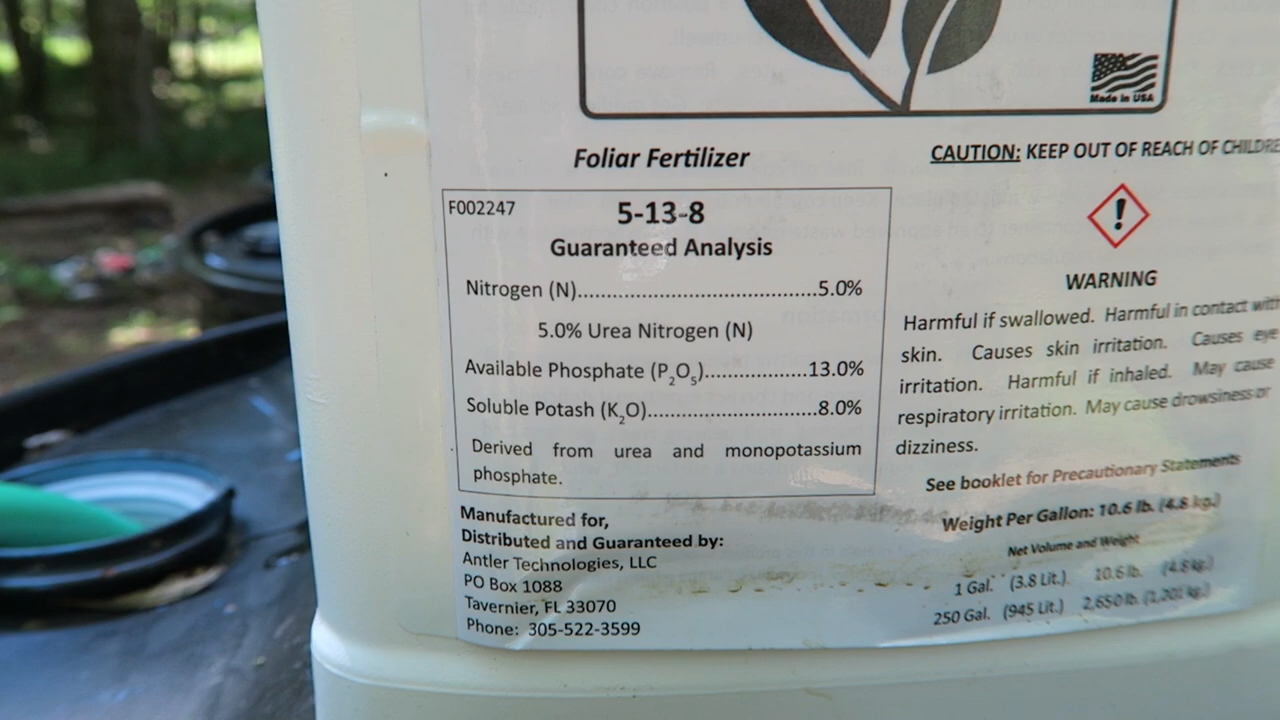 Made in USA
Foliar Fertilizer
CAUTION: KEEP OUT OF REACH OF CHILDRE
F002247
5-13-8
Guaranteed Analysis
Nitrogen (N)........................................5.0%
5.0% Urea Nitrogen (N)
Available Phosphate (P₂O₅).................13.0%
Soluble Potash (K₂O)............................8.0%
Derived from urea and monopotassium
phosphate.
Manufactured for,
Distributed and Guaranteed by:
Antler Technologies, LLC
PO Box 1088
Tavernier, FL 33070
Phone: 305-522-3599
!
WARNING
Harmful if swallowed. Harmful in contact with
skin. Causes skin irritation. Causes eye
irritation. Harmful if inhaled. May cause
respiratory irritation. May cause drowsiness or
dizziness.
See booklet for Precautionary Statements
Weight Per Gallon: 10.6 lb. (4.8 kg.)
Net Volume and Weight
1 Gal. (3.8 Lit.) 10.6 lb. (4.8 kg.)
250 Gal. (945 Lit.) 2,650 lb. (1,201 kg.)